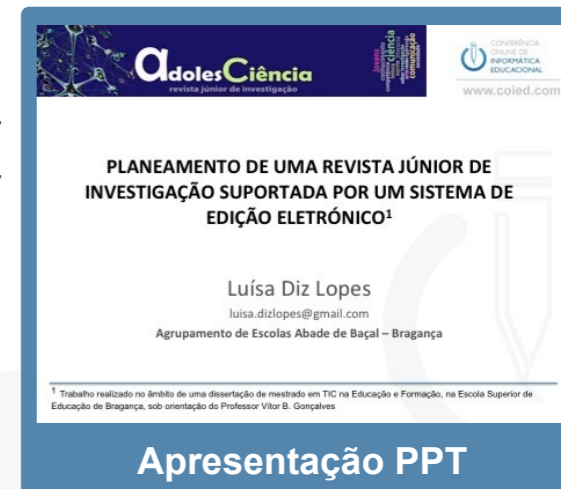 adolesCiência
revista júnior de investigação
CONFERÊNCIA
ONLINE DE
INFORMÁTICA
EDUCACIONAL
www.coied.com
PLANEAMENTO DE UMA REVISTA JÚNIOR DE
INVESTIGAÇÃO SUPORTADA POR UM SISTEMA DE
EDIÇÃO ELETRÓNICO¹
Luísa Diz Lopes
luisa.dizlopes@gmail.com
Agrupamento de Escolas Abade de Baçal – Bragança
¹ Trabalho realizado no âmbito de uma dissertação de mestrado em TIC na Educação e Formação, na Escola Superior de
Educação de Bragança, sob orientação do Professor Vítor B. Gonçalves
Apresentação PPT